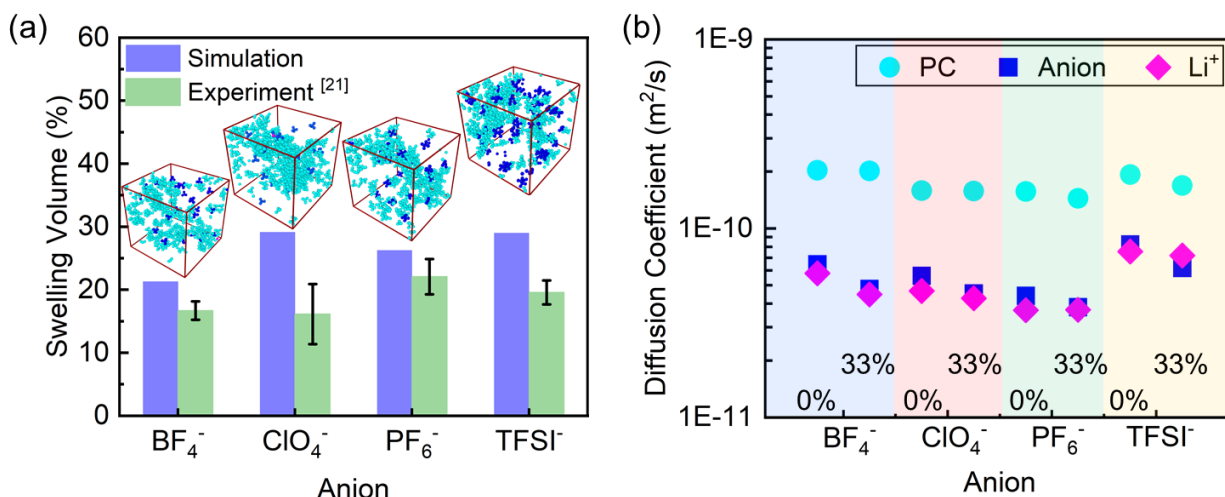 (a)
Simulation
Experiment [21]
Swelling Volume (%)
60
50
40
30
20
10
0
BF₄⁻ ClO₄⁻ PF₆⁻ TFSI⁻
Anion
(b)
PC Anion Li⁺
Diffusion Coefficient (m²/s)
1E-9
1E-10
1E-11
33% 33% 33% 33%
0% 0% 0% 0%
BF₄⁻ ClO₄⁻ PF₆⁻ TFSI⁻
Anion